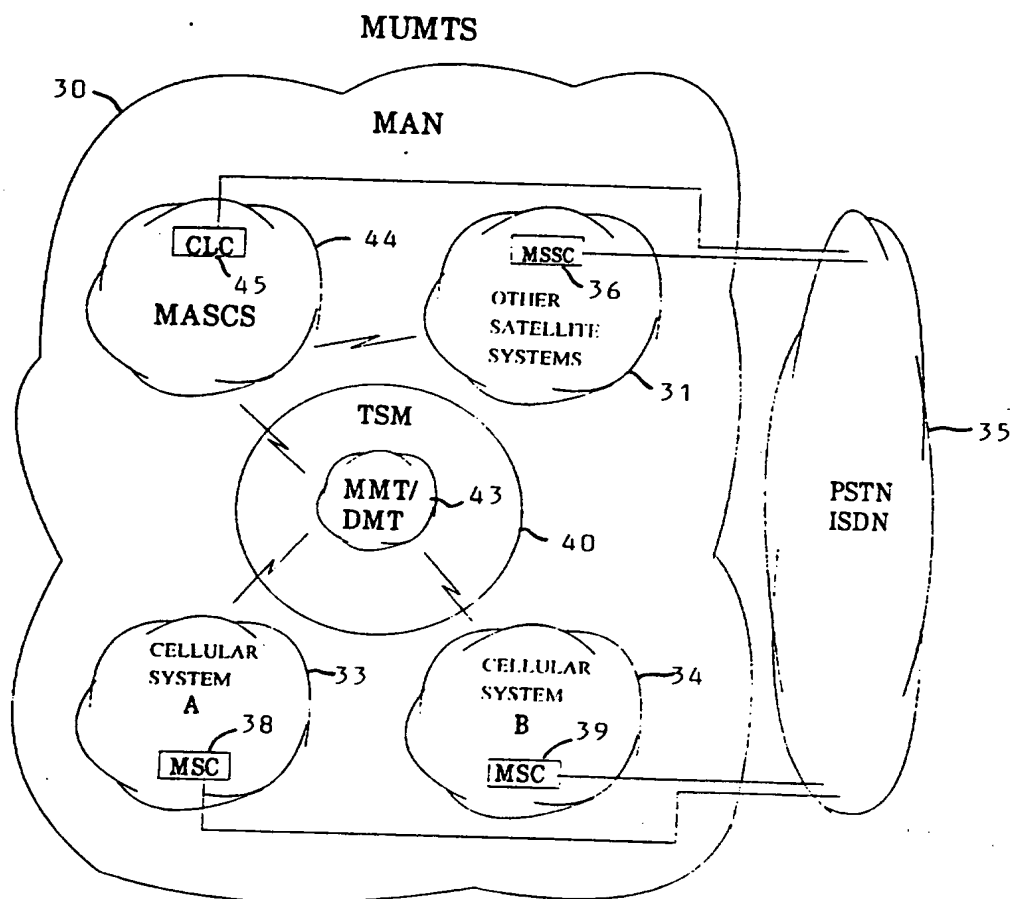 MUMTS
30
MAN
CLC
45
44
MASCS
MSSC
36
OTHER
SATELLITE
SYSTEMS
31
35
PSTN
ISDN
TSM
MMT/
DMT
43
40
CELLULAR
SYSTEM
A
33
38
MSC
CELLULAR
SYSTEM
B
34
39
MSC